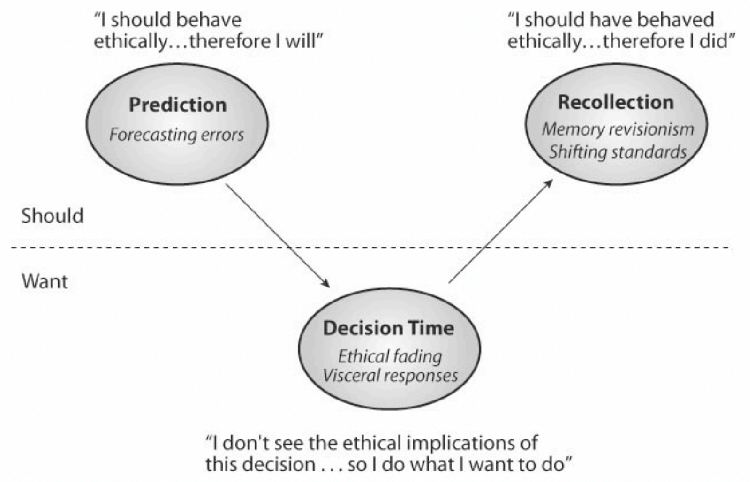 “I should behave
ethically…therefore I will”
“I should have behaved
ethically…therefore I did”
Prediction
Forecasting errors
Recollection
Memory revisionism
Shifting standards
Should
Want
Decision Time
Ethical fading
Visceral responses
“I don't see the ethical implications of
this decision … so I do what I want to do”